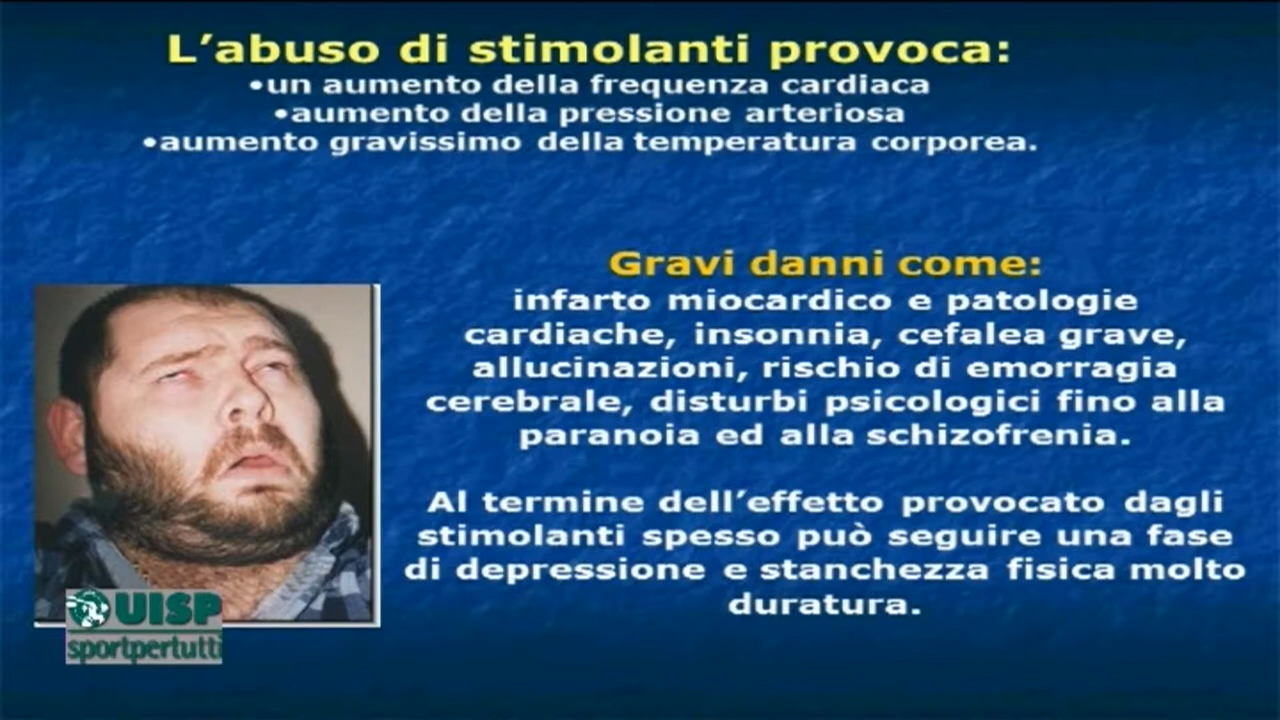 L’abuso di stimolanti provoca:
•un aumento della frequenza cardiaca
•aumento della pressione arteriosa
•aumento gravissimo della temperatura corporea.
Gravi danni come:
infarto miocardico e patologie
cardiache, insonnia, cefalea grave,
allucinazioni, rischio di emorragia
cerebrale, disturbi psicologici fino alla
paranoia ed alla schizofrenia.
Al termine dell’effetto provocato dagli
stimolanti spesso può seguire una fase
di depressione e stanchezza fisica molto
duratura.
UISP
sportpertutti